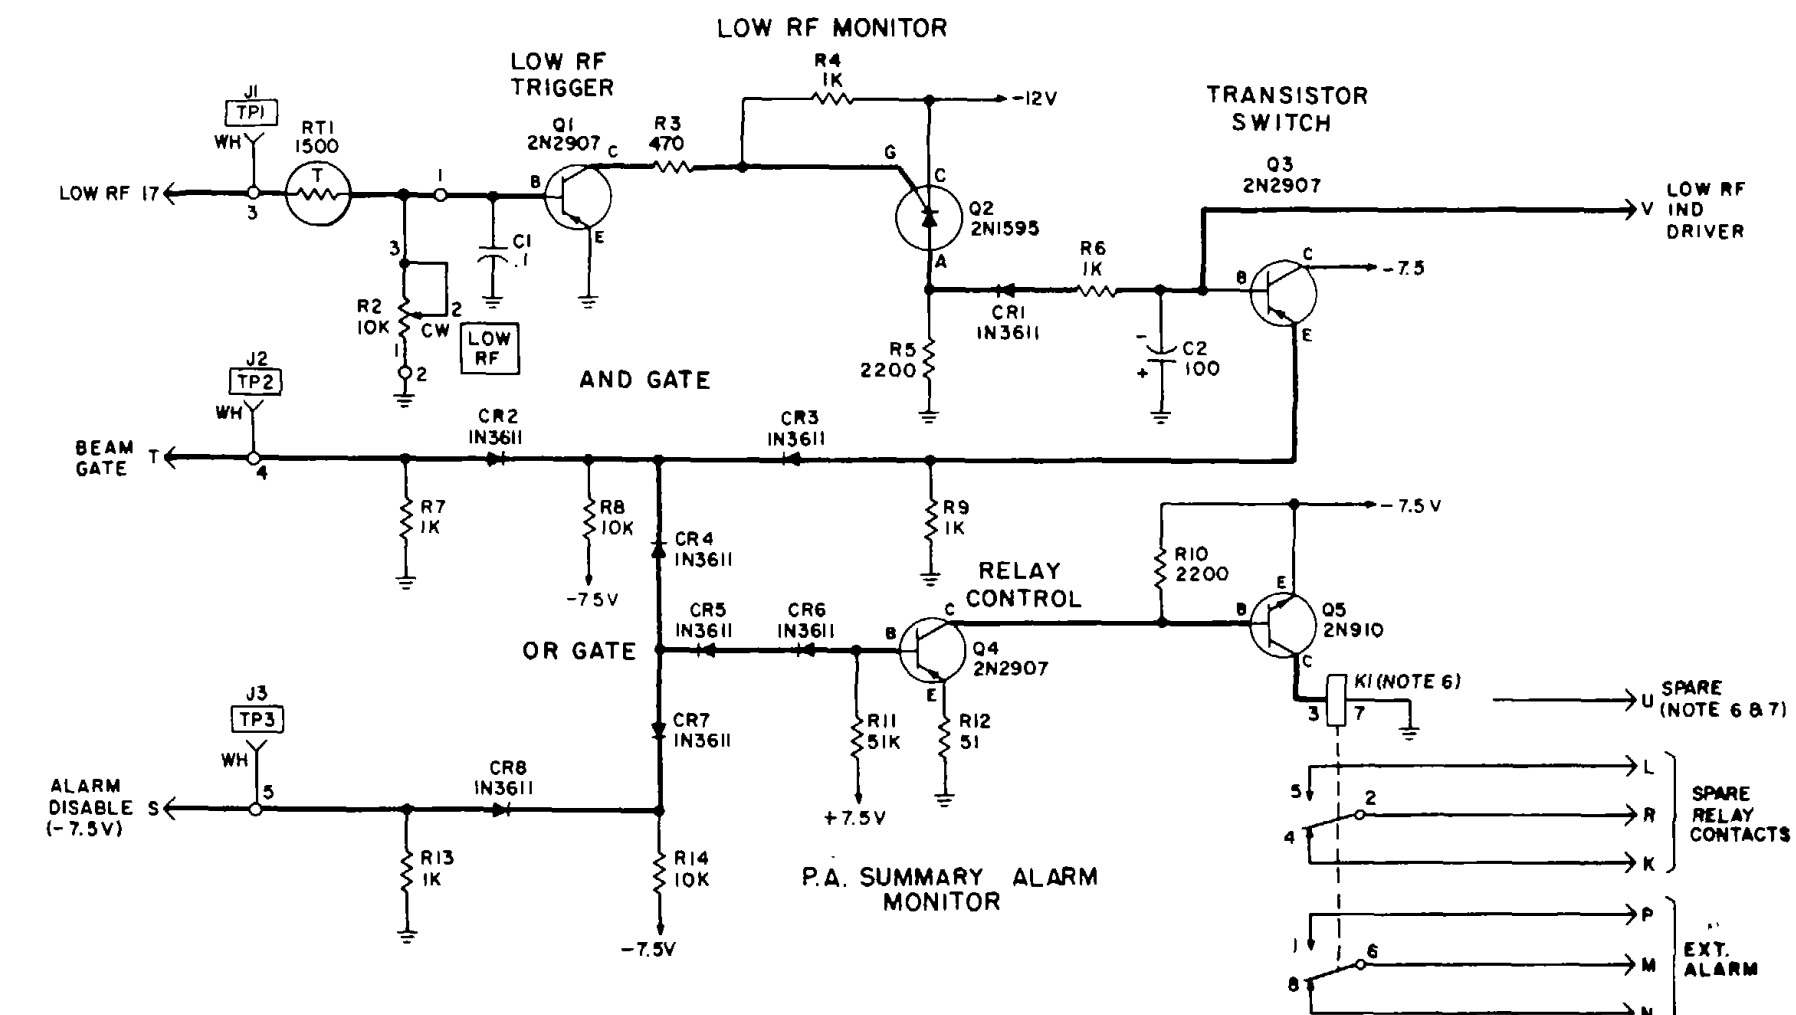 LOW RF MONITOR
LOW RF
TRIGGER
R4
1K
-12V
TRANSISTOR
SWITCH
J1
TP1
WH
RT1
1500
T
Q1
2N2907
C
B
E
R3
470
G
C
Q2
2N1595
A
Q3
2N2907
LOW RF 17
3
1
LOW RF
V IND
DRIVER
3
C1
.1
R2
10K
2
CW
1
2
LOW
RF
R6
1K
CR1
1N3611
B
C
-7.5
E
R5
2200
-
C2
100
+
J2
TP2
WH
AND GATE
BEAM
GATE T
4
CR2
1N3611
CR3
1N3611
R7
1K
R8
10K
-7.5V
R9
1K
CR4
1N3611
-7.5V
R10
2200
RELAY
CONTROL
E
B
Q5
2N910
C
OR GATE
CR5
1N3611
CR6
1N3611
B
C
Q4
2N2907
E
K1 (NOTE 6)
3
7
U SPARE
(NOTE 6 & 7)
J3
TP3
WH
CR7
1N3611
R11
51K
+7.5V
R12
51
ALARM
DISABLE S
(-7.5V)
5
CR8
1N3611
R13
1K
R14
10K
-7.5V
P.A. SUMMARY ALARM
MONITOR
5
2
4
L
R
K
SPARE
RELAY
CONTACTS
1
6
8
P
M
N
EXT.
ALARM